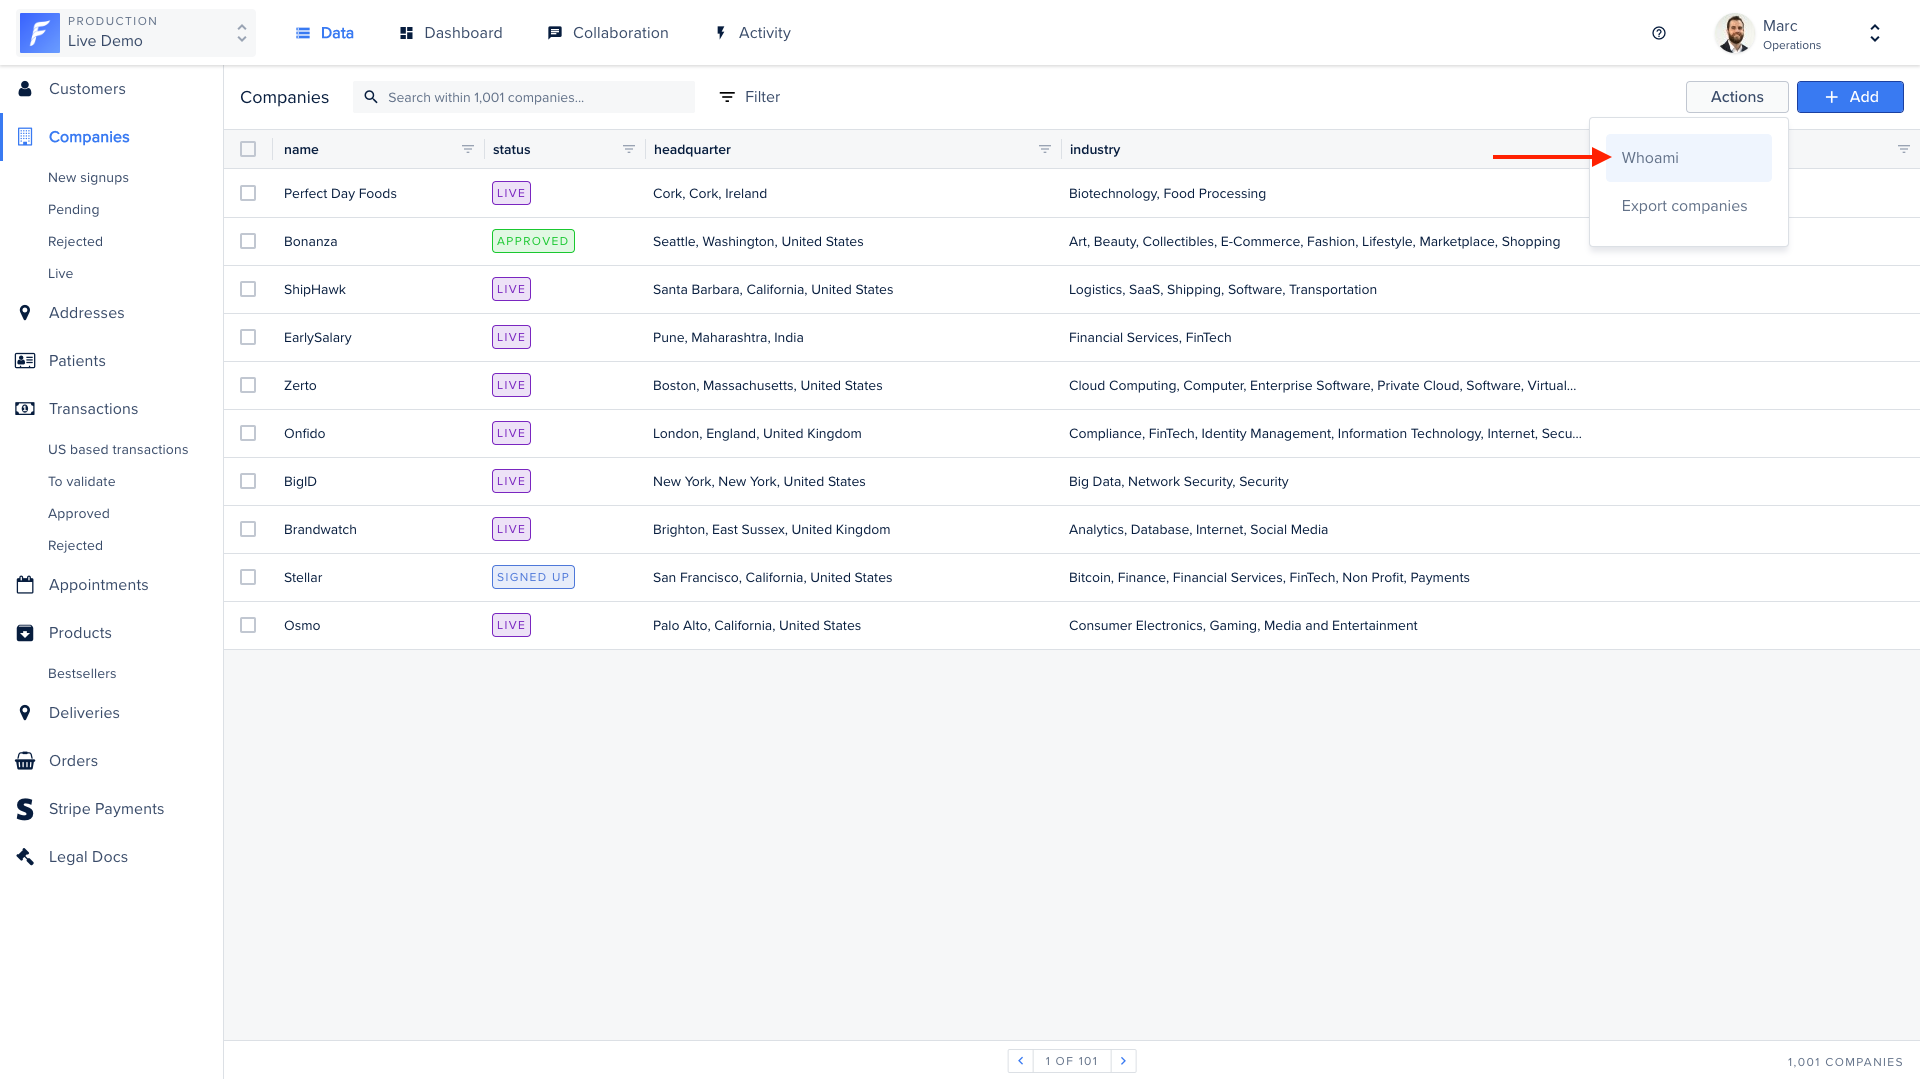 PRODUCTION
Live Demo
Data
Dashboard
Collaboration
Activity
Marc
Operations
Customers
Companies
New signups
Pending
Rejected
Live
Addresses
Patients
Transactions
US based transactions
To validate
Approved
Rejected
Appointments
Products
Bestsellers
Deliveries
Orders
Stripe Payments
Legal Docs
Companies
Search within 1,001 companies...
Filter
Actions
+ Add
Whoami
Export companies
name status headquarter industry
Perfect Day Foods LIVE Cork, Cork, Ireland Biotechnology, Food Processing
Bonanza APPROVED Seattle, Washington, United States Art, Beauty, Collectibles, E-Commerce, Fashion, Lifestyle, Marketplace, Shopping
ShipHawk LIVE Santa Barbara, California, United States Logistics, SaaS, Shipping, Software, Transportation
EarlySalary LIVE Pune, Maharashtra, India Financial Services, FinTech
Zerto LIVE Boston, Massachusetts, United States Cloud Computing, Computer, Enterprise Software, Private Cloud, Software, Virtual...
Onfido LIVE London, England, United Kingdom Compliance, FinTech, Identity Management, Information Technology, Internet, Secu...
BigID LIVE New York, New York, United States Big Data, Network Security, Security
Brandwatch LIVE Brighton, East Sussex, United Kingdom Analytics, Database, Internet, Social Media
Stellar SIGNED UP San Francisco, California, United States Bitcoin, Finance, Financial Services, FinTech, Non Profit, Payments
Osmo LIVE Palo Alto, California, United States Consumer Electronics, Gaming, Media and Entertainment
1 OF 101
1,001 COMPANIES